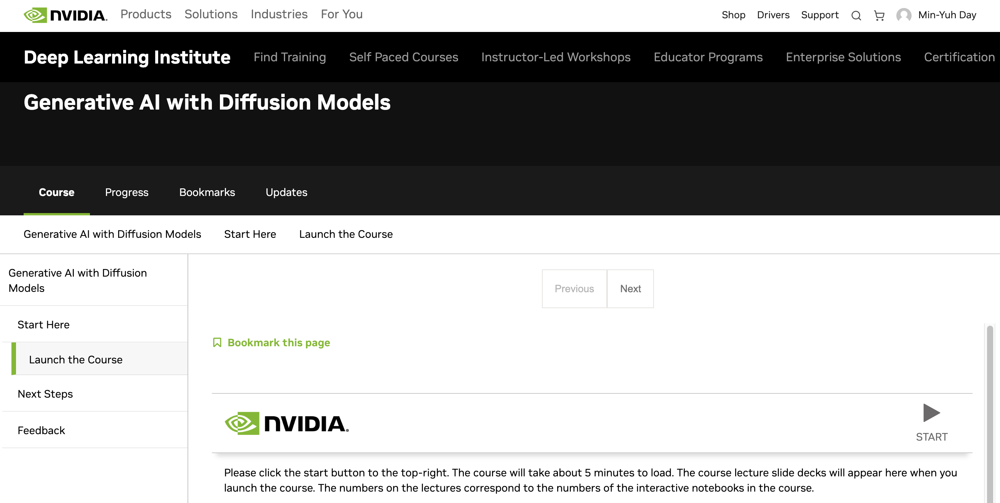 NVIDIA. Products Solutions Industries For You Shop Drivers Support Min-Yuh Day
Deep Learning Institute Find Training Self Paced Courses Instructor-Led Workshops Educator Programs Enterprise Solutions Certification
Generative AI with Diffusion Models
Course Progress Bookmarks Updates
Generative AI with Diffusion Models Start Here Launch the Course
Generative AI with Diffusion
Models
Start Here
Launch the Course
Next Steps
Feedback
Previous Next
Bookmark this page
NVIDIA.
START
Please click the start button to the top-right. The course will take about 5 minutes to load. The course lecture slide decks will appear here when you
launch the course. The numbers on the lectures correspond to the numbers of the interactive notebooks in the course.